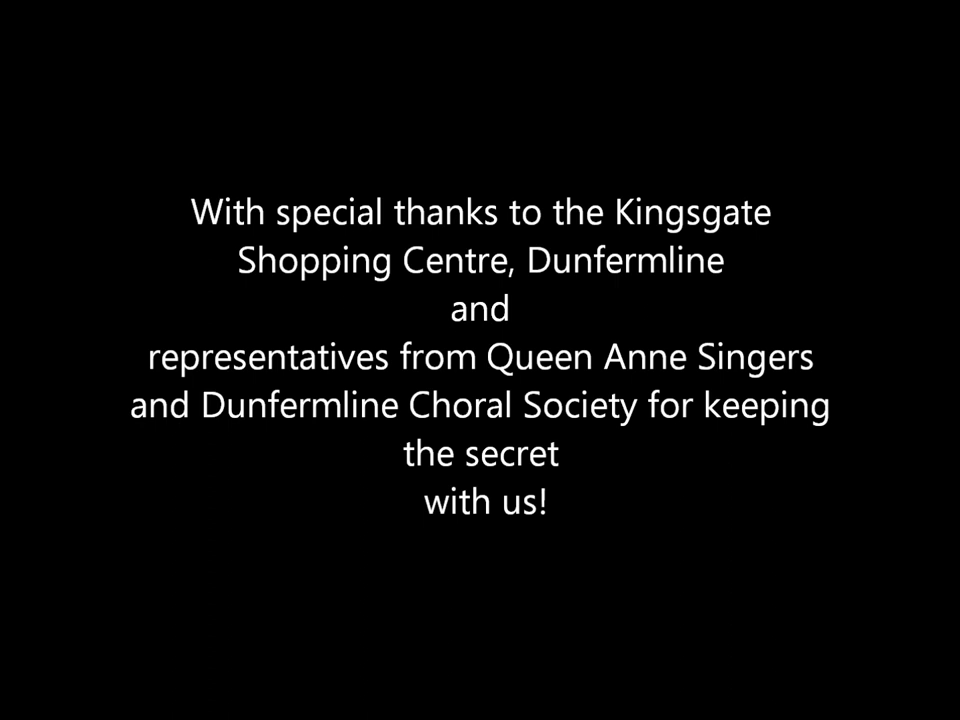 With special thanks to the Kingsgate
Shopping Centre, Dunfermline
and
representatives from Queen Anne Singers
and Dunfermline Choral Society for keeping
the secret
with us!